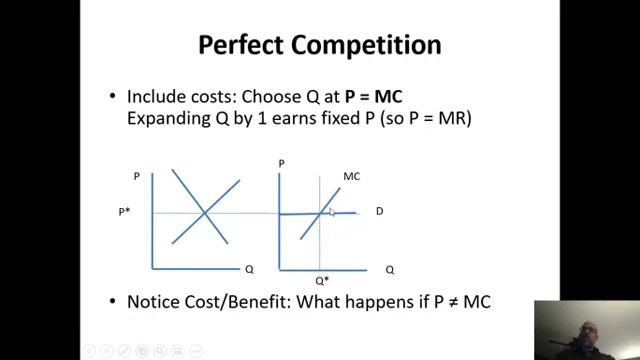 Perfect Competition
• Include costs: Choose Q at P = MC
Expanding Q by 1 earns fixed P (so P = MR)
P
P
MC
P*
D
Q
Q
Q*
• Notice Cost/Benefit: What happens if P ≠ MC